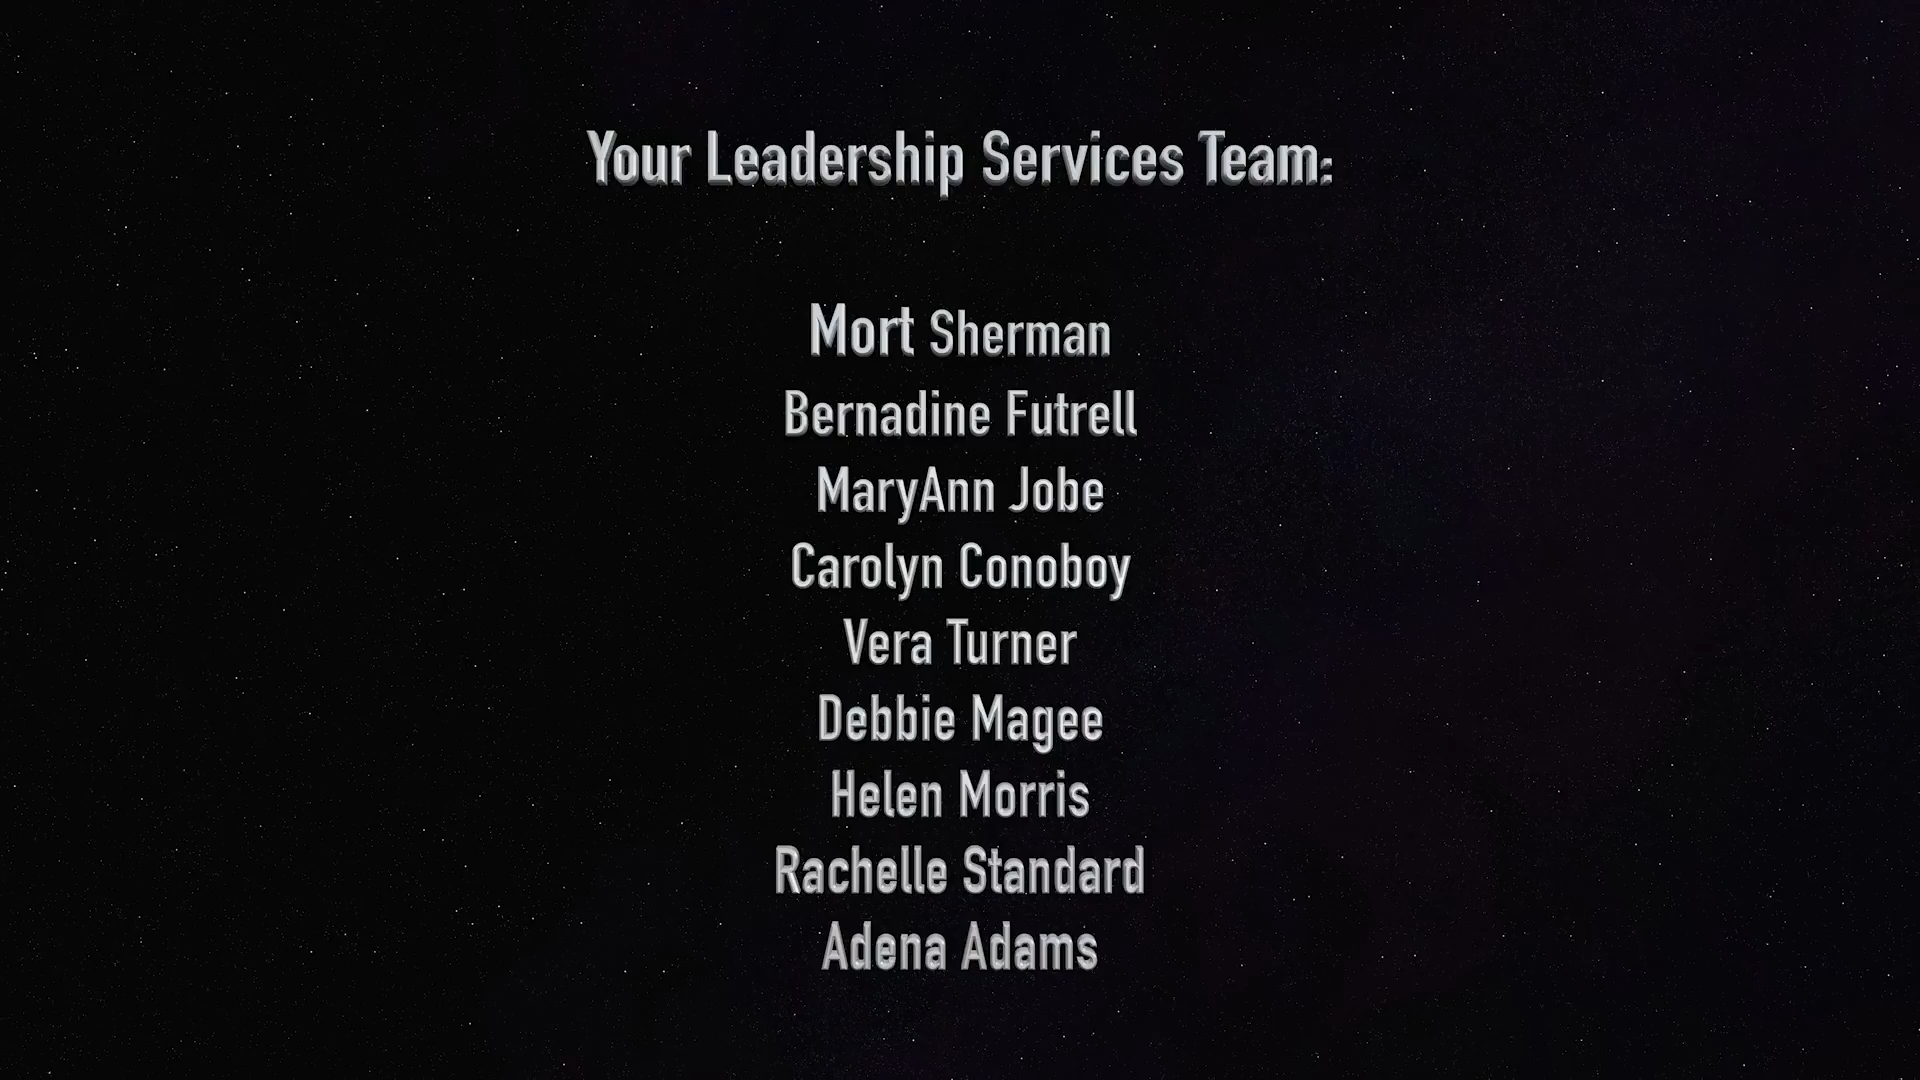 Your Leadership Services Team:
Mort Sherman
Bernadine Futrell
MaryAnn Jobe
Carolyn Conoboy
Vera Turner
Debbie Magee
Helen Morris
Rachelle Standard
Adena Adams